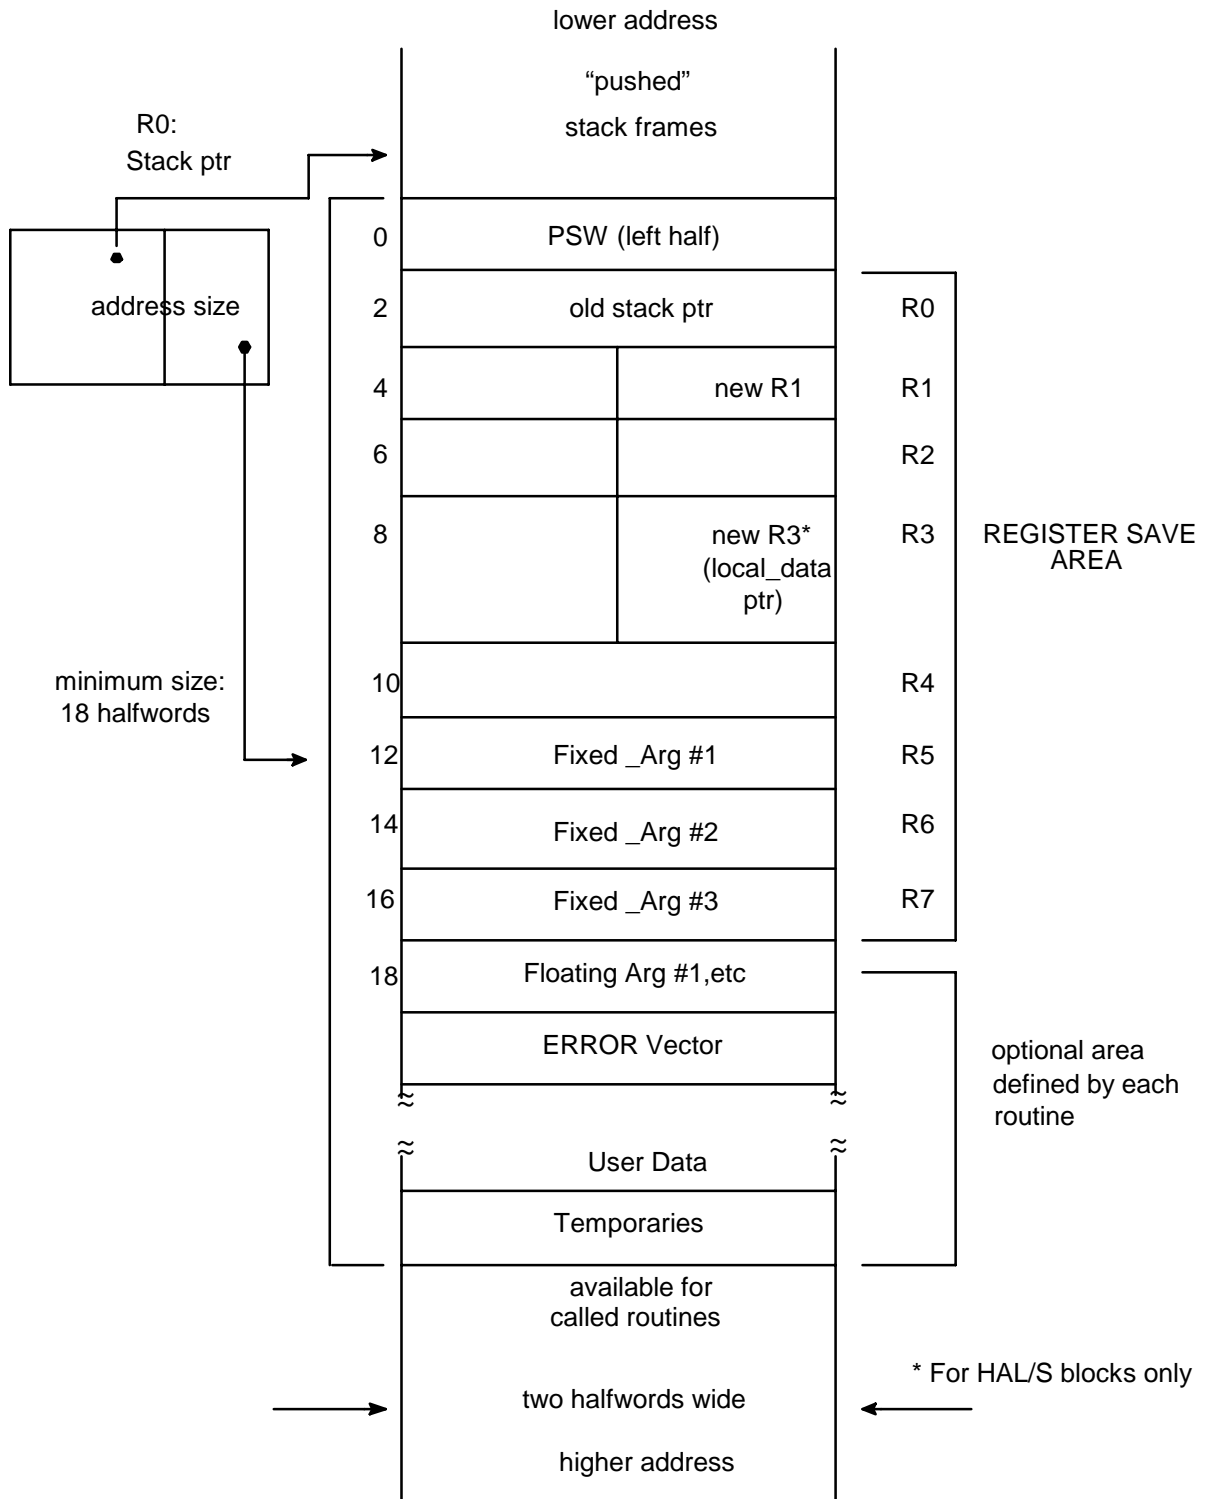 lower address
“pushed”
stack frames
R0:
Stack ptr
0 PSW (left half)
address size
2 old stack ptr R0
4 new R1 R1
6 R2
8 new R3* R3
(local_data
ptr)
REGISTER SAVE
AREA
minimum size:
18 halfwords
10 R4
12 Fixed _Arg #1 R5
14 Fixed _Arg #2 R6
16 Fixed _Arg #3 R7
18 Floating Arg #1,etc
ERROR Vector
optional area
defined by each
routine
≈ ≈
≈ ≈
User Data
Temporaries
available for
called routines
* For HAL/S blocks only
two halfwords wide
higher address